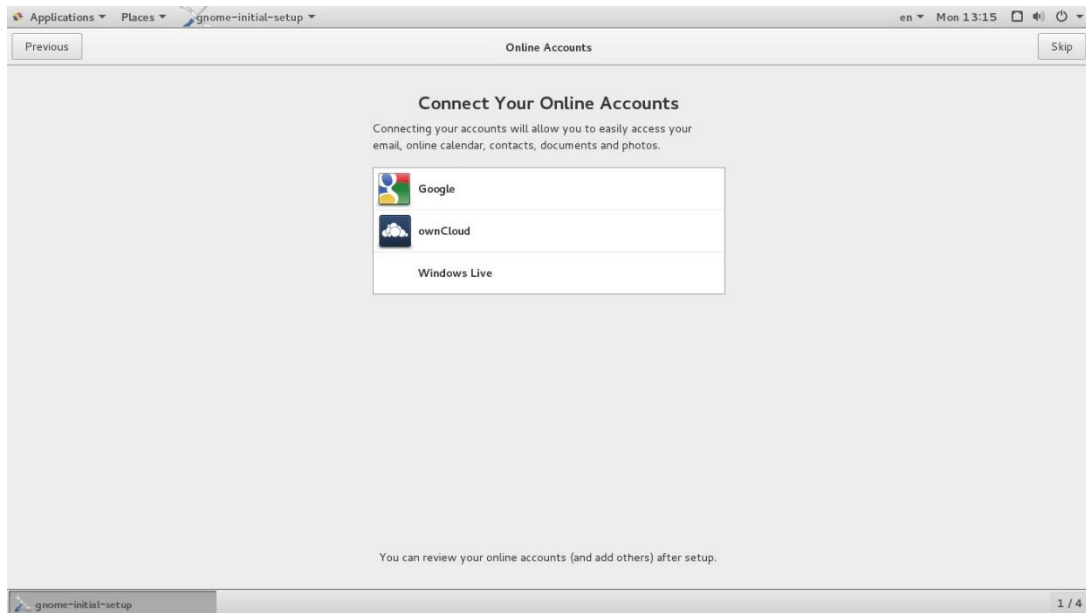 Applications Places gnome-initial-setup en Mon 13:15
Previous Online Accounts Skip
Connect Your Online Accounts
Connecting your accounts will allow you to easily access your
email, online calendar, contacts, documents and photos.
Google
ownCloud
Windows Live
You can review your online accounts (and add others) after setup.
gnome-initial-setup 1 / 4